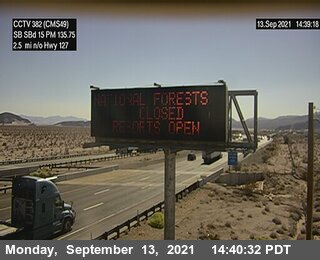 CCTV 382 (CMS49)
SB SBd 15 PM 135.75
2.5 mi n/o Hwy 127
13.Sep 2021 14:39:18
NATIONAL FORESTS
CLOSED
RESORTS OPEN
Monday, September 13, 2021 14:40:32 PDT